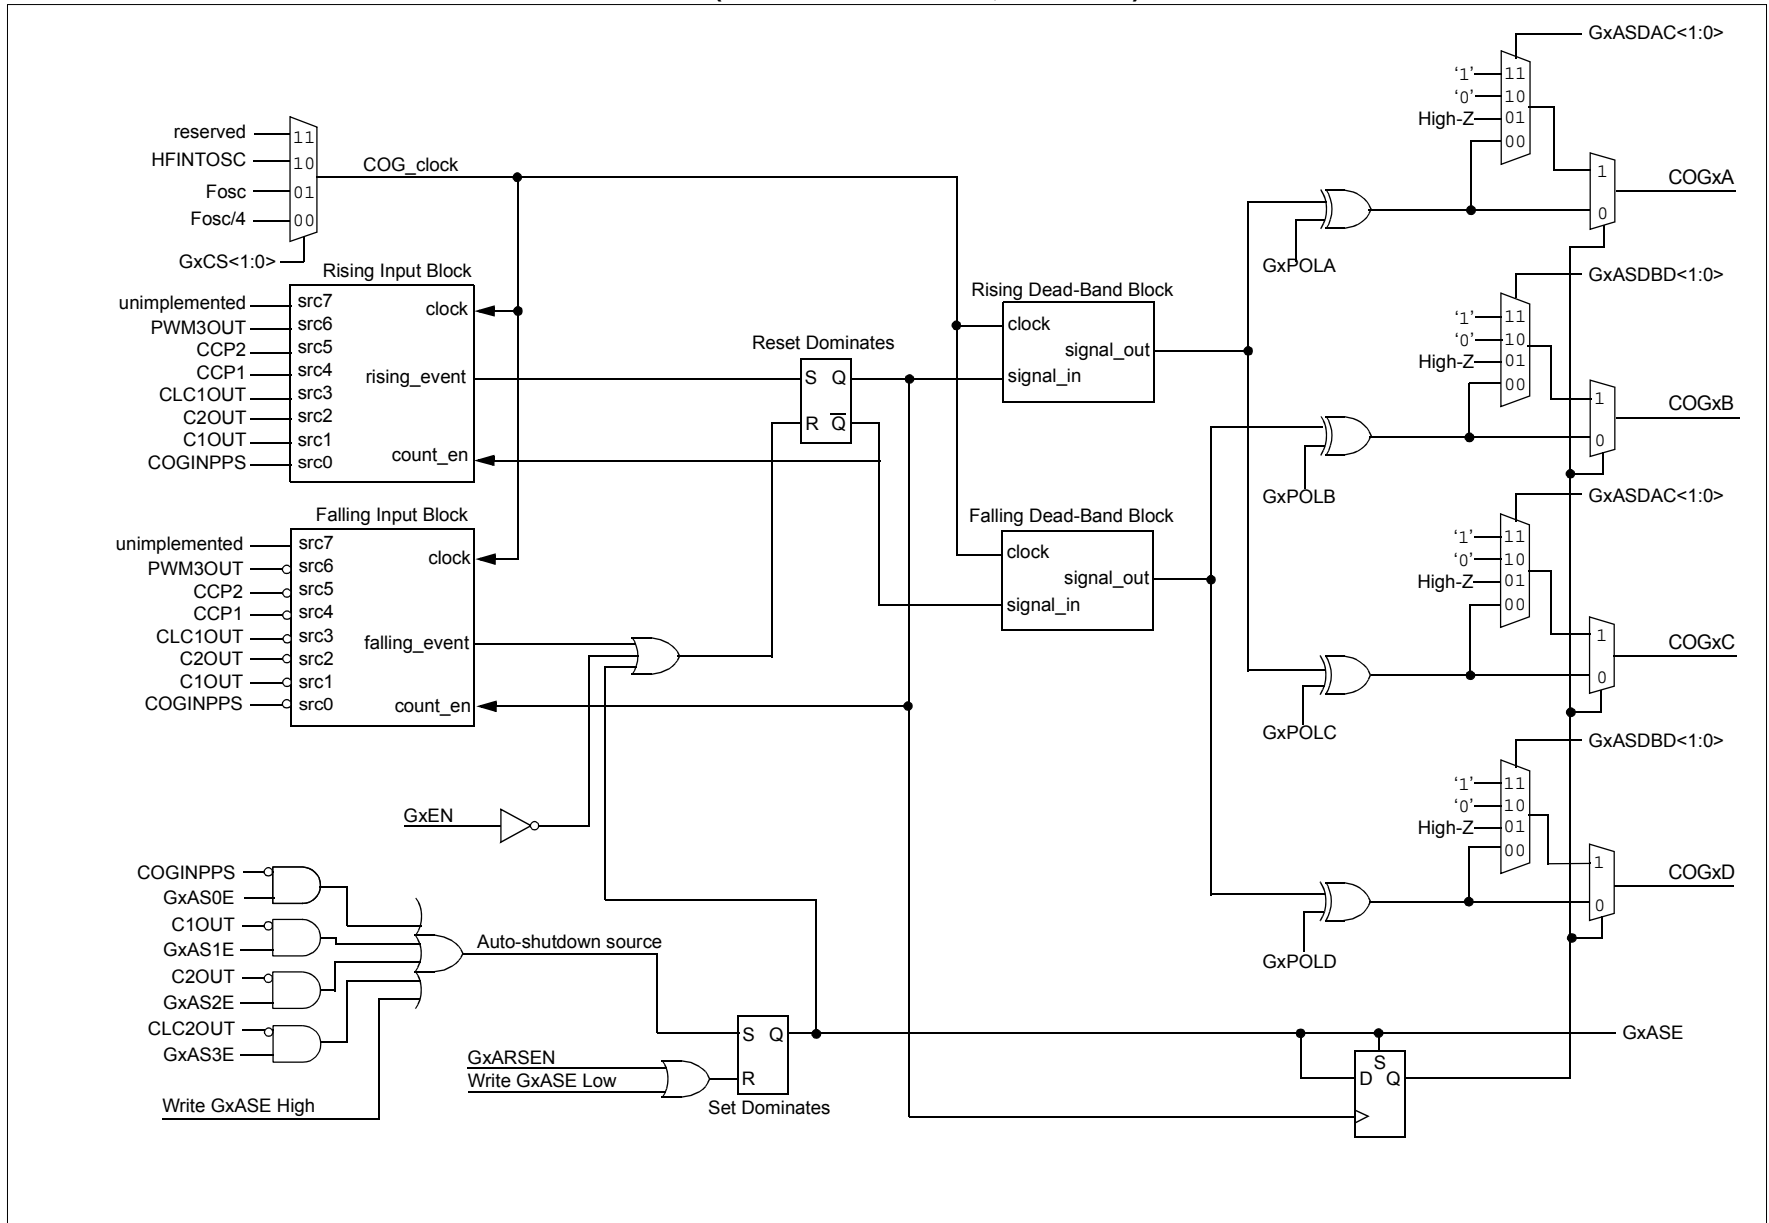 GxASDAC<1:0>
‘1’ 11
‘0’ 10
High-Z 01
00
1
COGxA
0
GxPOLA
reserved 11
HFINTOSC 10
Fosc 01
Fosc/4 00
GxCS<1:0>
COG_clock
Rising Input Block
unimplemented src7
PWM3OUT src6
CCP2 src5
CCP1 src4
CLC1OUT src3
C2OUT src2
C1OUT src1
COGINPPS src0
clock
rising_event
count_en
Reset Dominates
S Q
R Q̅
Rising Dead-Band Block
clock
signal_out
signal_in
GxASDBD<1:0>
‘1’ 11
‘0’ 10
High-Z 01
00
1
COGxB
0
GxPOLB
Falling Input Block
unimplemented src7
PWM3OUT src6
CCP2 src5
CCP1 src4
CLC1OUT src3
C2OUT src2
C1OUT src1
COGINPPS src0
clock
falling_event
count_en
Falling Dead-Band Block
clock
signal_out
signal_in
GxASDAC<1:0>
‘1’ 11
‘0’ 10
High-Z 01
00
1
COGxC
0
GxPOLC
GxEN
GxASDBD<1:0>
‘1’ 11
‘0’ 10
High-Z 01
00
1
COGxD
0
GxPOLD
COGINPPS
GxAS0E
C1OUT
GxAS1E
C2OUT
GxAS2E
CLC2OUT
GxAS3E
Write GxASE High
Auto-shutdown source
GxARSEN
Write GxASE Low
S Q
R
Set Dominates
GxASE
S
D Q